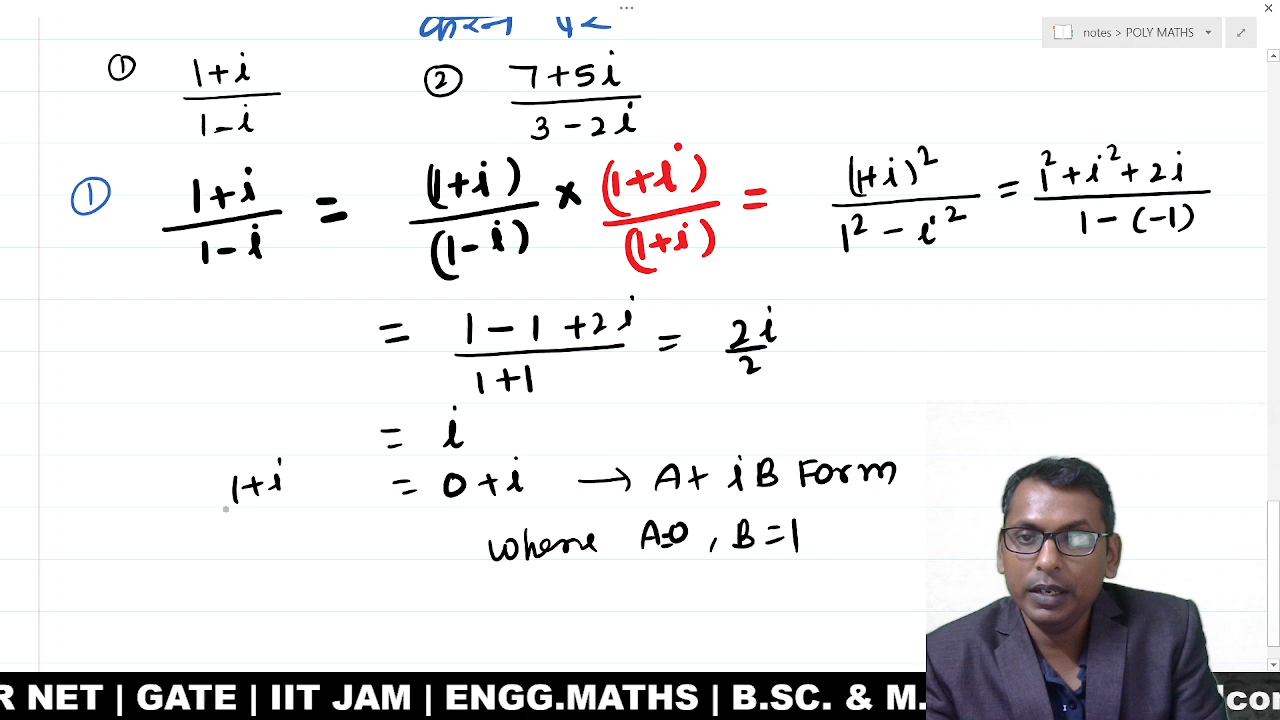 करने पर
notes > POLY MATHS
① (1+i)/(1-i) ② (7+5i)/(3-2i)
① (1+i)/(1-i) = (1+i)/(1-i) × (1+i)/(1+i) = (1+i)²/(1² - i²) = (1² + i² + 2i)/(1-(-1))
= (1-1+2i)/(1+1) = 2i/2
= i
1+i
= 0+i → A+iB Form
where A=0, B=1
R NET | GATE | IIT JAM | ENGG.MATHS | B.SC. & M.